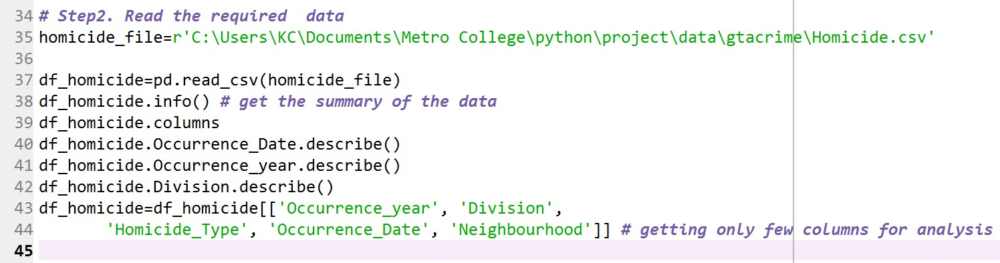 34 # Step2. Read the required  data
35 homicide_file=r'C:\Users\KC\Documents\Metro College\python\project\data\gtacrime\Homicide.csv'
36
37 df_homicide=pd.read_csv(homicide_file)
38 df_homicide.info() # get the summary of the data
39 df_homicide.columns
40 df_homicide.Occurrence_Date.describe()
41 df_homicide.Occurrence_year.describe()
42 df_homicide.Division.describe()
43 df_homicide=df_homicide[['Occurrence_year', 'Division',
44        'Homicide_Type', 'Occurrence_Date', 'Neighbourhood']] # getting only few columns for analysis
45